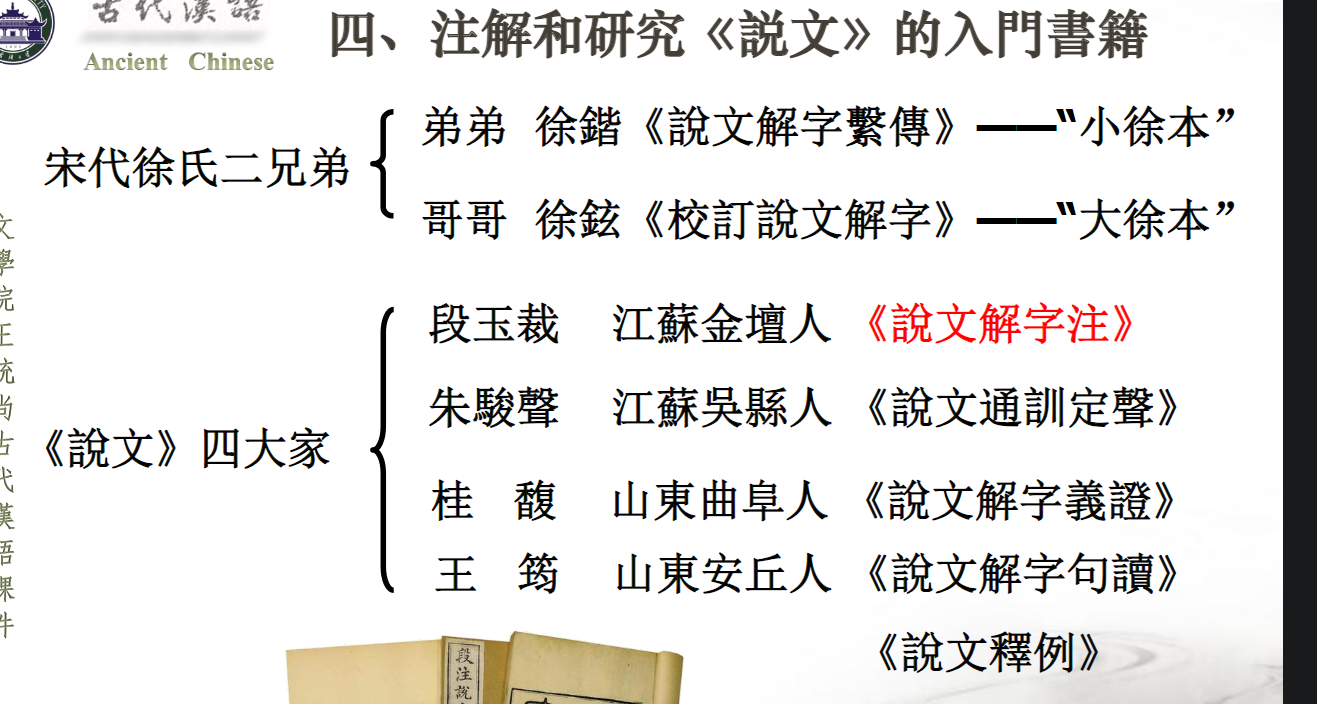 古代漢語
Ancient Chinese
四、注解和研究《説文》的入門書籍
宋代徐氏二兄弟
弟弟 徐鍇《說文解字繫傳》——“小徐本”
哥哥 徐鉉《校訂說文解字》——“大徐本”
《說文》四大家
段玉裁 江蘇金壇人 《說文解字注》
朱駿聲 江蘇吳縣人 《說文通訓定聲》
桂 馥 山東曲阜人 《說文解字義證》
王 筠 山東安丘人 《說文解字句讀》
《說文釋例》
文學院王統尚古代漢語課件
段注說